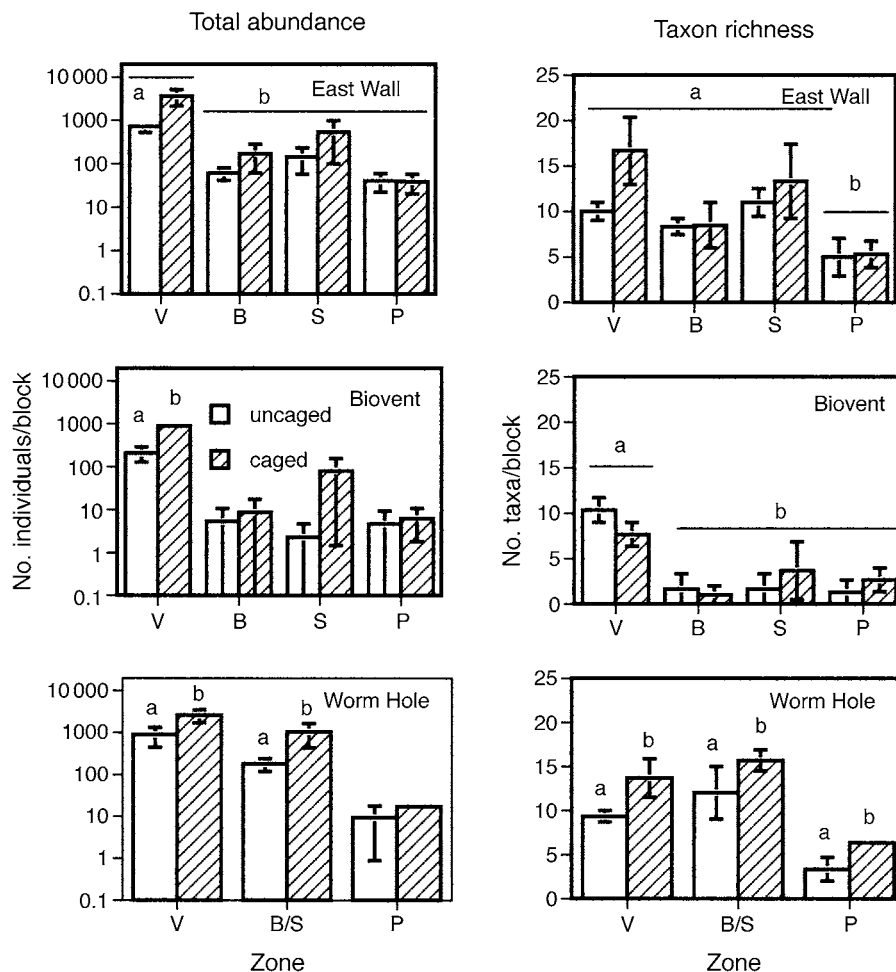 Total abundance
Taxon richness
10 000
1000
100
10
1
0.1
a
b
East Wall
V
B
S
P
25
20
15
10
5
0
a
East Wall
b
V
B
S
P
No. individuals/block
10 000
1000
100
10
1
0.1
a
b
Biovent
uncaged
caged
V
B
S
P
No. taxa/block
25
20
15
10
5
0
Biovent
a
b
V
B
S
P
10 000
1000
100
10
1
0.1
a
b
a
b
Worm Hole
V
B/S
P
Zone
25
20
15
10
5
0
Worm Hole
a
b
a
b
a
b
V
B/S
P
Zone